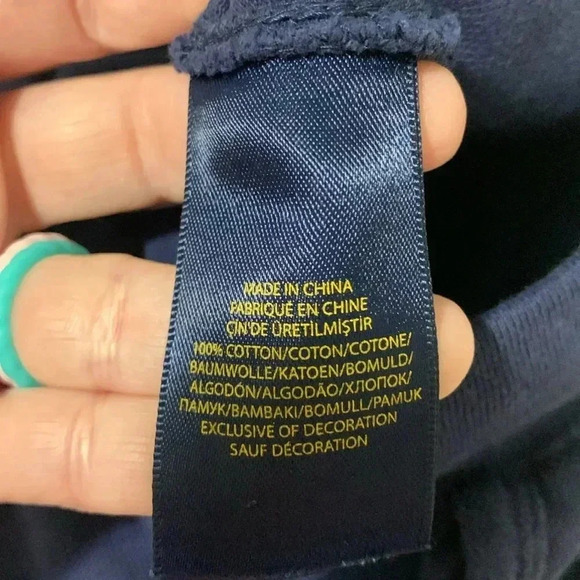 MADE IN CHINA
FABRIQUÉ EN CHINE
ÇIN'DE ÜRETİLMİŞTİR
100% COTTON/COTON/COTONE/
BAUMWOLLE/KATOEN/BOMULD/
ALGODÓN/ALGODÃO/ХЛОПОК/
ПАМУК/BAMBAKI/BOMULL/PAMUK
EXCLUSIVE OF DECORATION
SAUF DÉCORATION